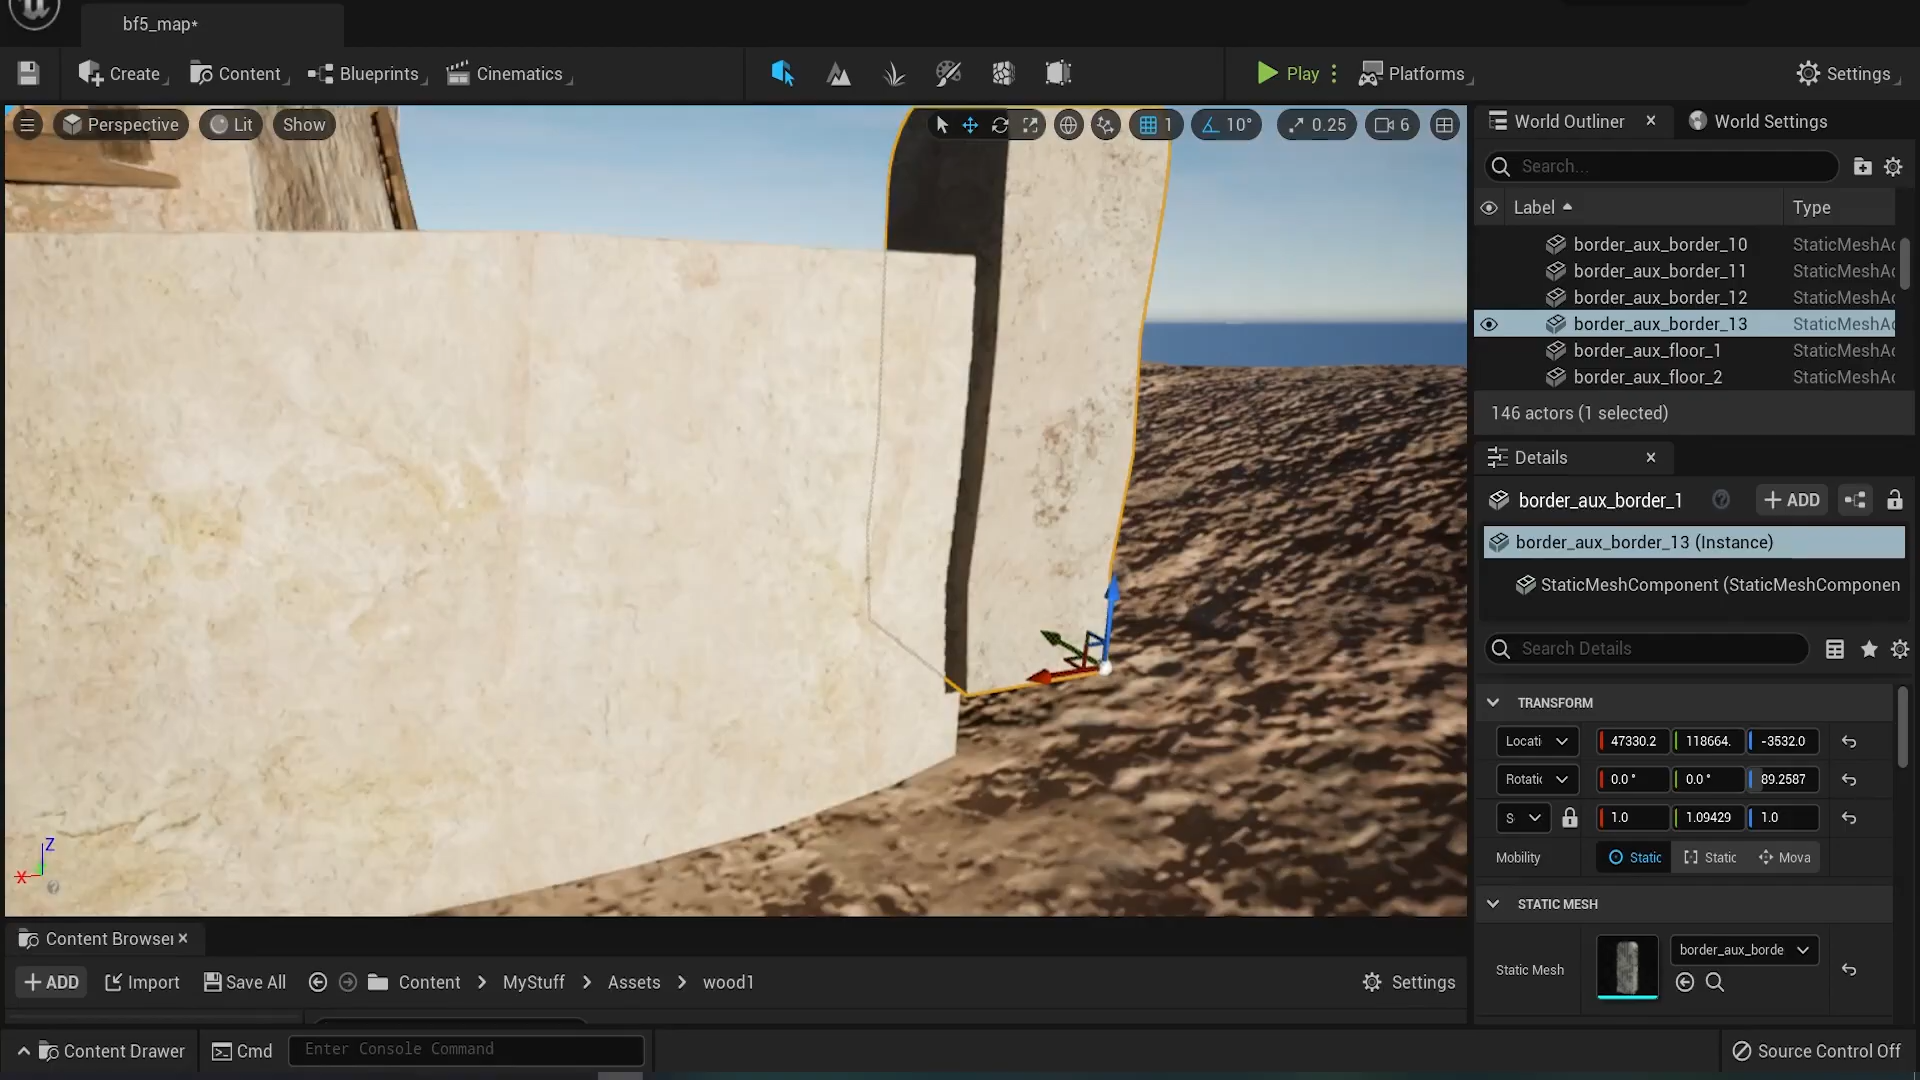 bf5_map*
Create
Content
Blueprints
Cinematics
Play
Platforms
Settings
Perspective
Lit
Show
1
10°
0.25
6
World Outliner
World Settings
Search...
Label
Type
border_aux_border_10 StaticMeshAc
border_aux_border_11 StaticMeshAc
border_aux_border_12 StaticMeshAc
border_aux_border_13 StaticMeshAc
border_aux_floor_1 StaticMeshAc
border_aux_floor_2 StaticMeshAc
146 actors (1 selected)
Details
border_aux_border_1
+ ADD
border_aux_border_13 (Instance)
StaticMeshComponent (StaticMeshComponen
Search Details
TRANSFORM
Locati 47330.2 118664. -3532.0
Rotatic 0.0° 0.0° 89.2587
S 1.0 1.09429 1.0
Mobility Static Static Mova
STATIC MESH
Static Mesh border_aux_borde
Z
X
Content Browser
+ ADD
Import
Save All
Content > MyStuff > Assets > wood1
Settings
Content Drawer
Cmd
Enter Console Command
Source Control Off